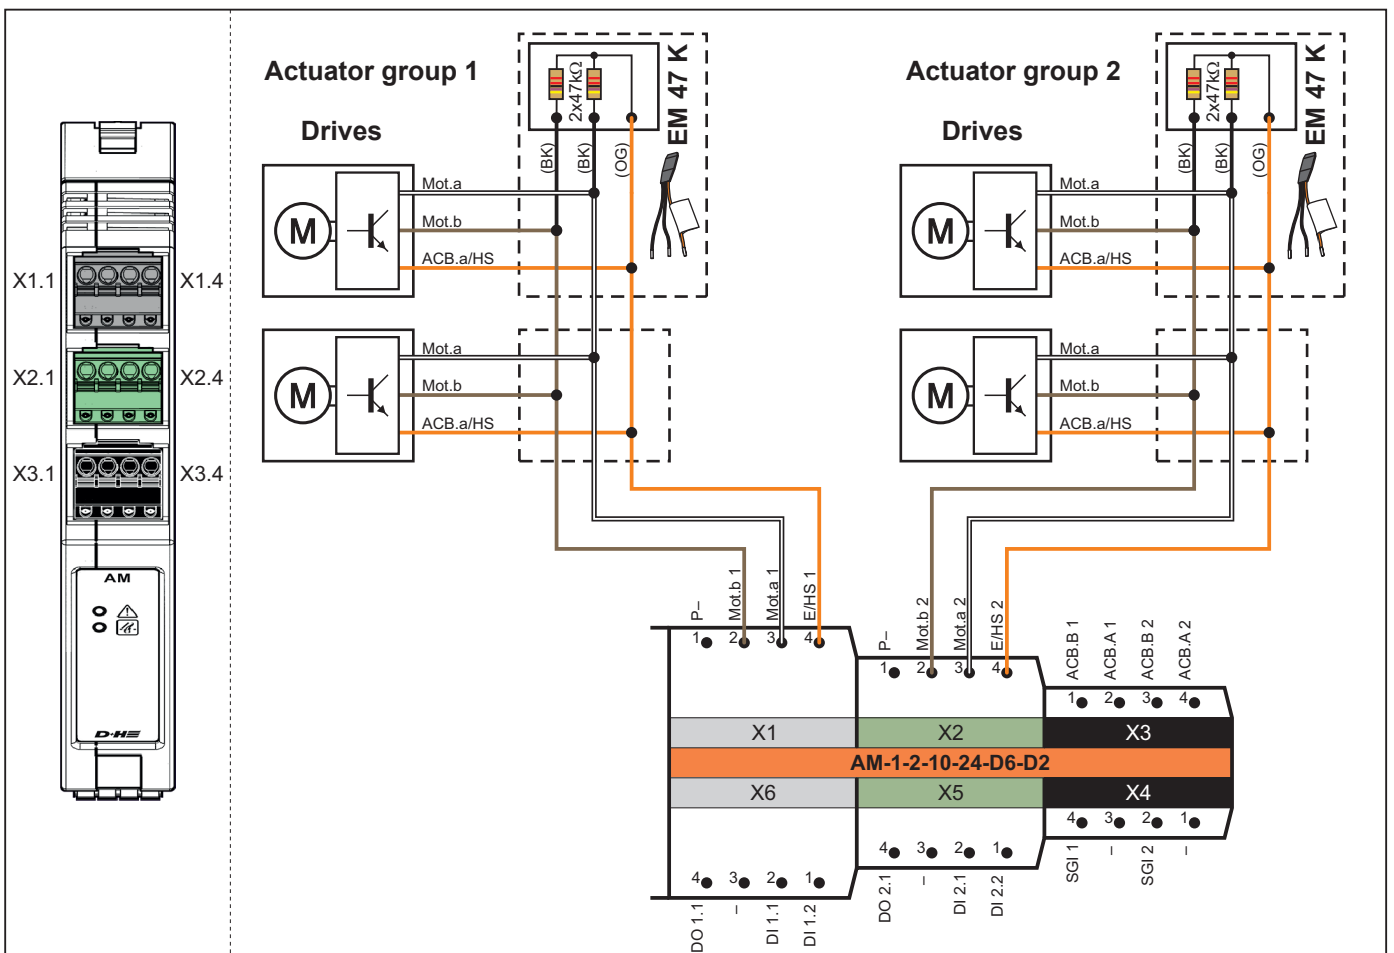 Actuator group 1
Drives
2x47kΩ
EM 47 K
(BK)
(BK)
(OG)
M
Mot.a
Mot.b
ACB.a/HS
M
Mot.a
Mot.b
ACB.a/HS
Actuator group 2
Drives
2x47kΩ
EM 47 K
(BK)
(BK)
(OG)
M
Mot.a
Mot.b
ACB.a/HS
M
Mot.a
Mot.b
ACB.a/HS
X1.1
X1.4
X2.1
X2.4
X3.1
X3.4
AM
D+H
P–
Mot.b 1
Mot.a 1
E/HS 1
1
2
3
4
P–
Mot.b 2
Mot.a 2
E/HS 2
1
2
3
4
ACB.B 1
ACB.A 1
ACB.B 2
ACB.A 2
1
2
3
4
X1
X2
X3
AM-1-2-10-24-D6-D2
X6
X5
X4
4
3
2
1
SGI 1
–
SGI 2
–
4
3
2
1
DO 2.1
–
DI 2.1
DI 2.2
4
3
2
1
DO 1.1
–
DI 1.1
DI 1.2